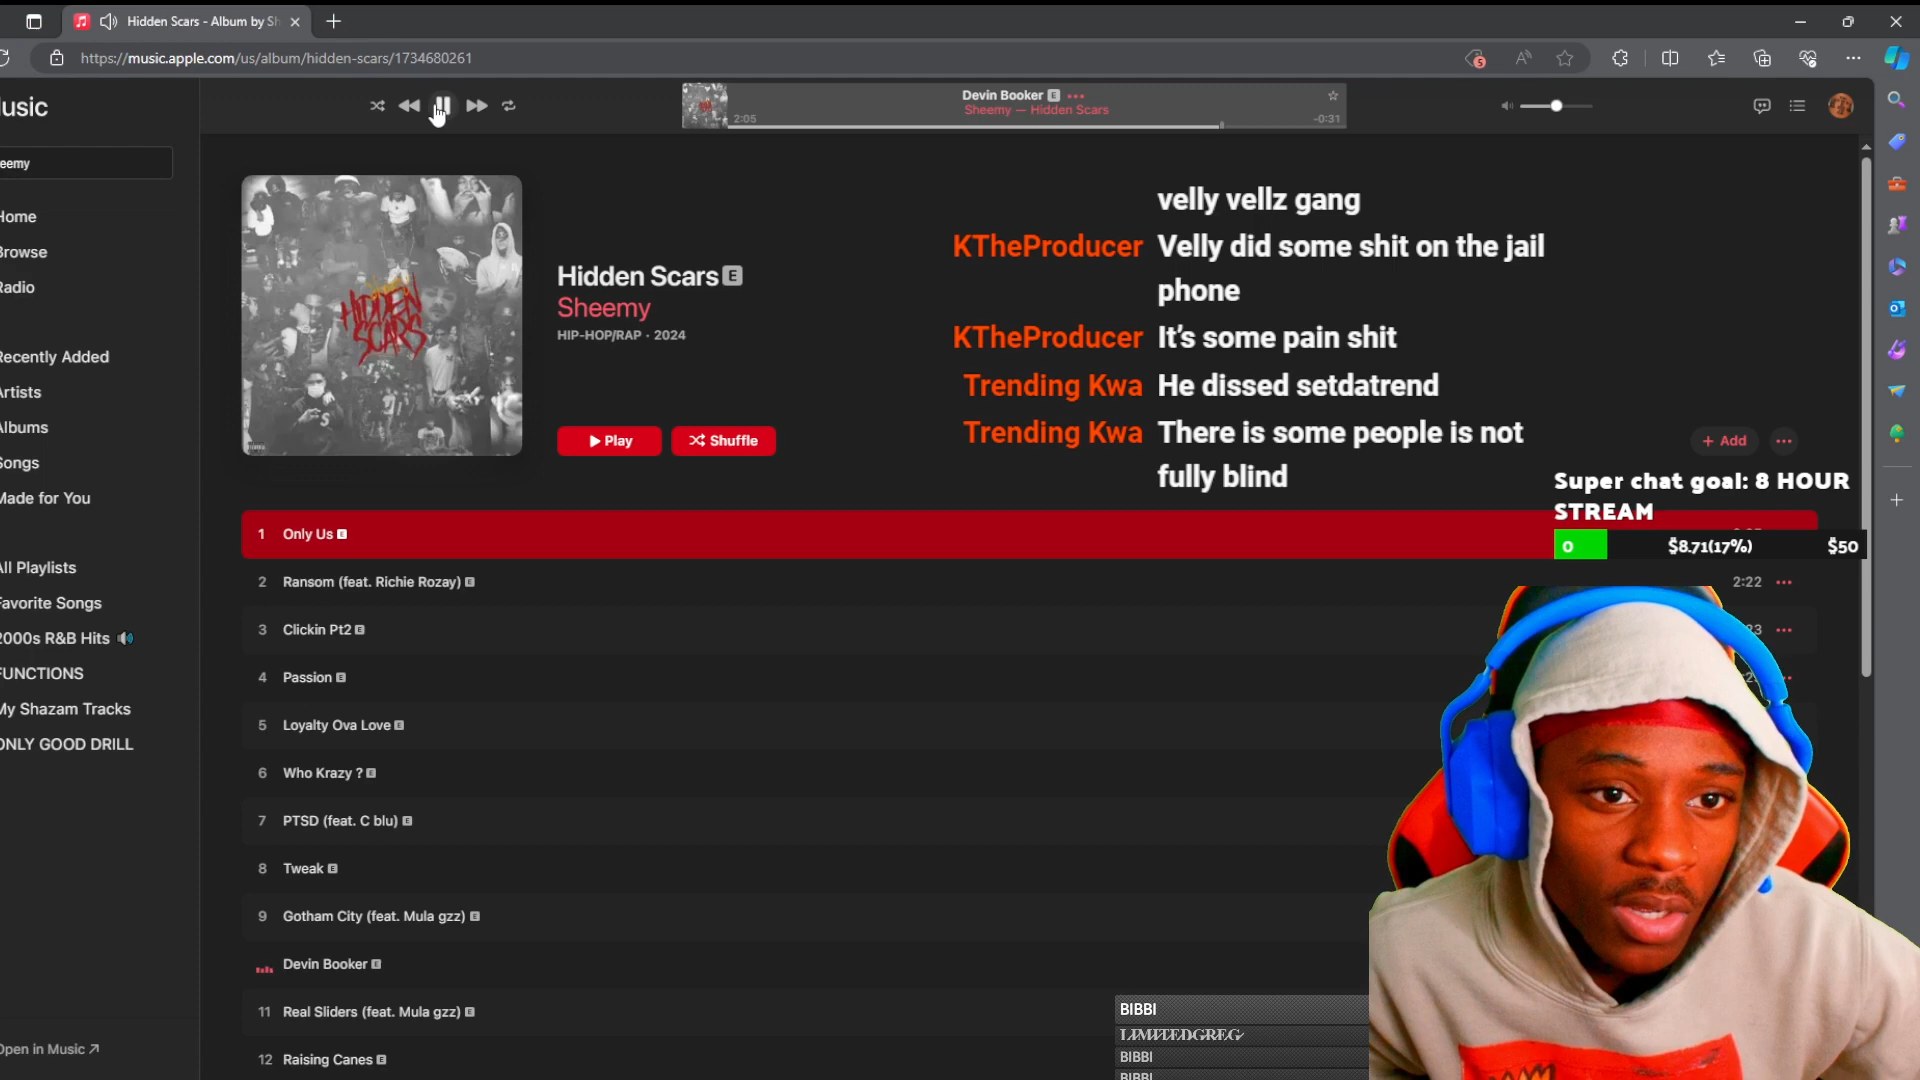 Hidden Scars - Album by Sh
https://music.apple.com/us/album/hidden-scars/1734680261
5
usic
Devin Booker E
Sheemy — Hidden Scars
2:05
-0:31
eemy
Home
Browse
Radio
Recently Added
Artists
Albums
Songs
Made for You
All Playlists
Favorite Songs
2000s R&B Hits
FUNCTIONS
My Shazam Tracks
ONLY GOOD DRILL
Open in Music ↗
HIDDEN
SCARS
Hidden Scars E
Sheemy
HIP-HOP/RAP · 2024
Play
Shuffle
+ Add
velly vellz gang
KTheProducer Velly did some shit on the jail
phone
KTheProducer It's some pain shit
Trending Kwa He dissed setdatrend
Trending Kwa There is some people is not
fully blind
Super chat goal: 8 HOUR
STREAM
0 $8.71(17%) $50
1 Only Us E
2 Ransom (feat. Richie Rozay) E 2:22
3 Clickin Pt2 E
4 Passion E
5 Loyalty Ova Love E
6 Who Krazy ? E
7 PTSD (feat. C blu) E
8 Tweak E
9 Gotham City (feat. Mula gzz) E
Devin Booker E
11 Real Sliders (feat. Mula gzz) E
12 Raising Canes E
BIBBI
LIMITEDGREG
BIBBI
BIBBI